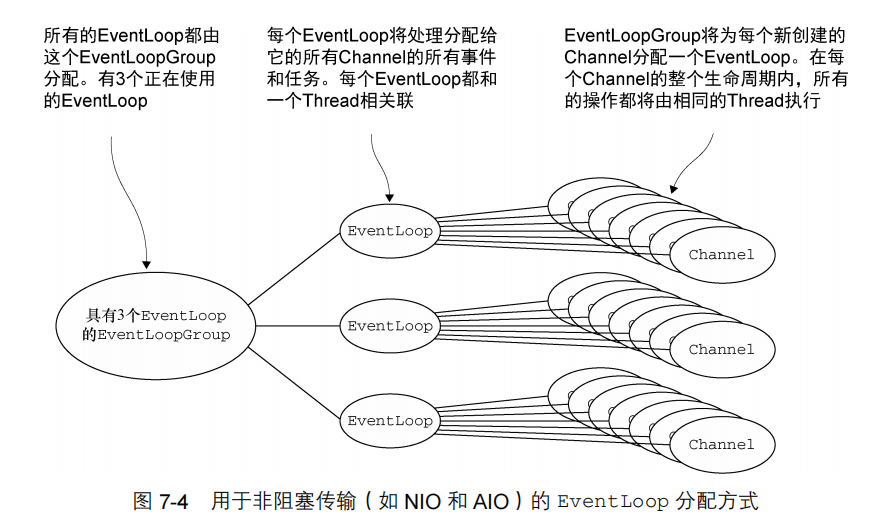 所有的EventLoop都由
这个EventLoopGroup
分配。有3个正在使用
的EventLoop
每个EventLoop将处理分配给
它的所有Channel的所有事件
和任务。每个EventLoop都和
一个Thread相关联
EventLoopGroup将为每个新创建的
Channel分配一个EventLoop。在每
个Channel的整个生命周期内，所有
的操作都将由相同的Thread执行
EventLoop
Channel
具有3个EventLoop
的EventLoopGroup
EventLoop
Channel
EventLoop
Channel
图 7-4 用于非阻塞传输（如 NIO 和 AIO）的 EventLoop 分配方式